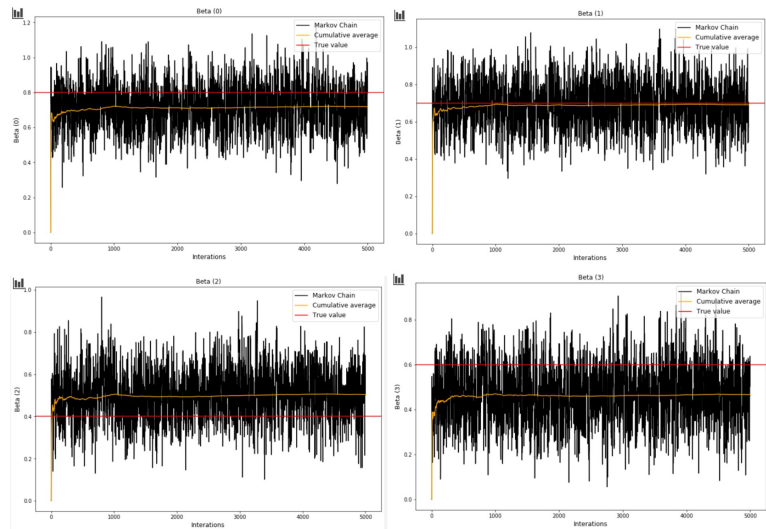 Beta (0)
1.2
1.0
0.8
0.6
0.4
0.2
0.0
Beta (0)
Markov Chain
Cumulative average
True value
0
1000
2000
3000
4000
5000
Interations
Beta (1)
1.0
0.8
0.6
0.4
0.2
0.0
Beta (1)
Markov Chain
Cumulative average
True value
0
1000
2000
3000
4000
5000
Interations
Beta (2)
1.0
0.8
0.6
0.4
0.2
0.0
Beta (2)
Markov Chain
Cumulative average
True value
0
1000
2000
3000
4000
5000
Interations
Beta (3)
0.8
0.6
0.4
0.2
0.0
Beta (3)
Markov Chain
Cumulative average
True value
0
1000
2000
3000
4000
5000
Interations